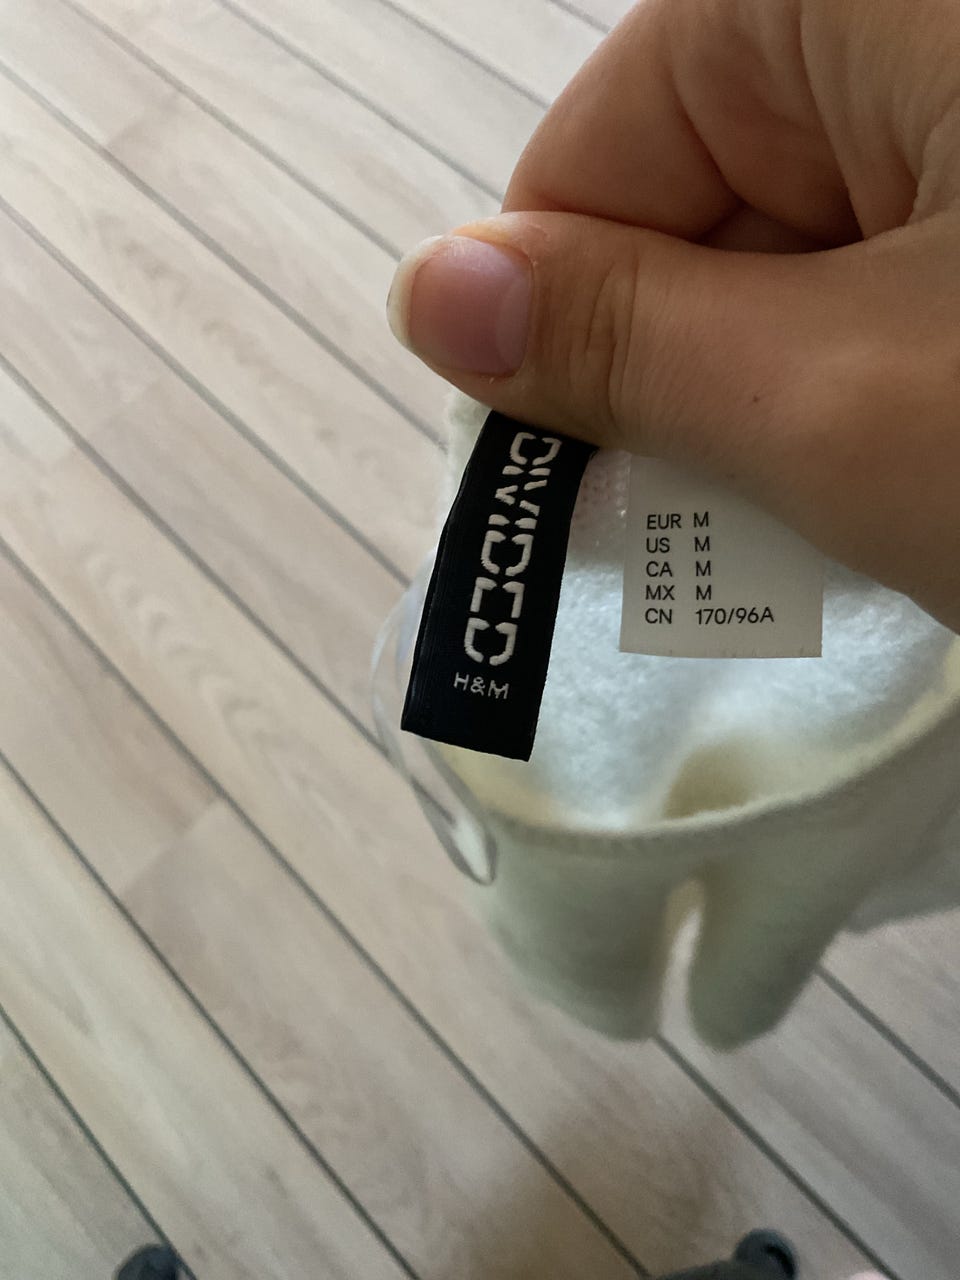 DIVIDED
H&M
EUR M
US M
CA M
MX M
CN 170/96A